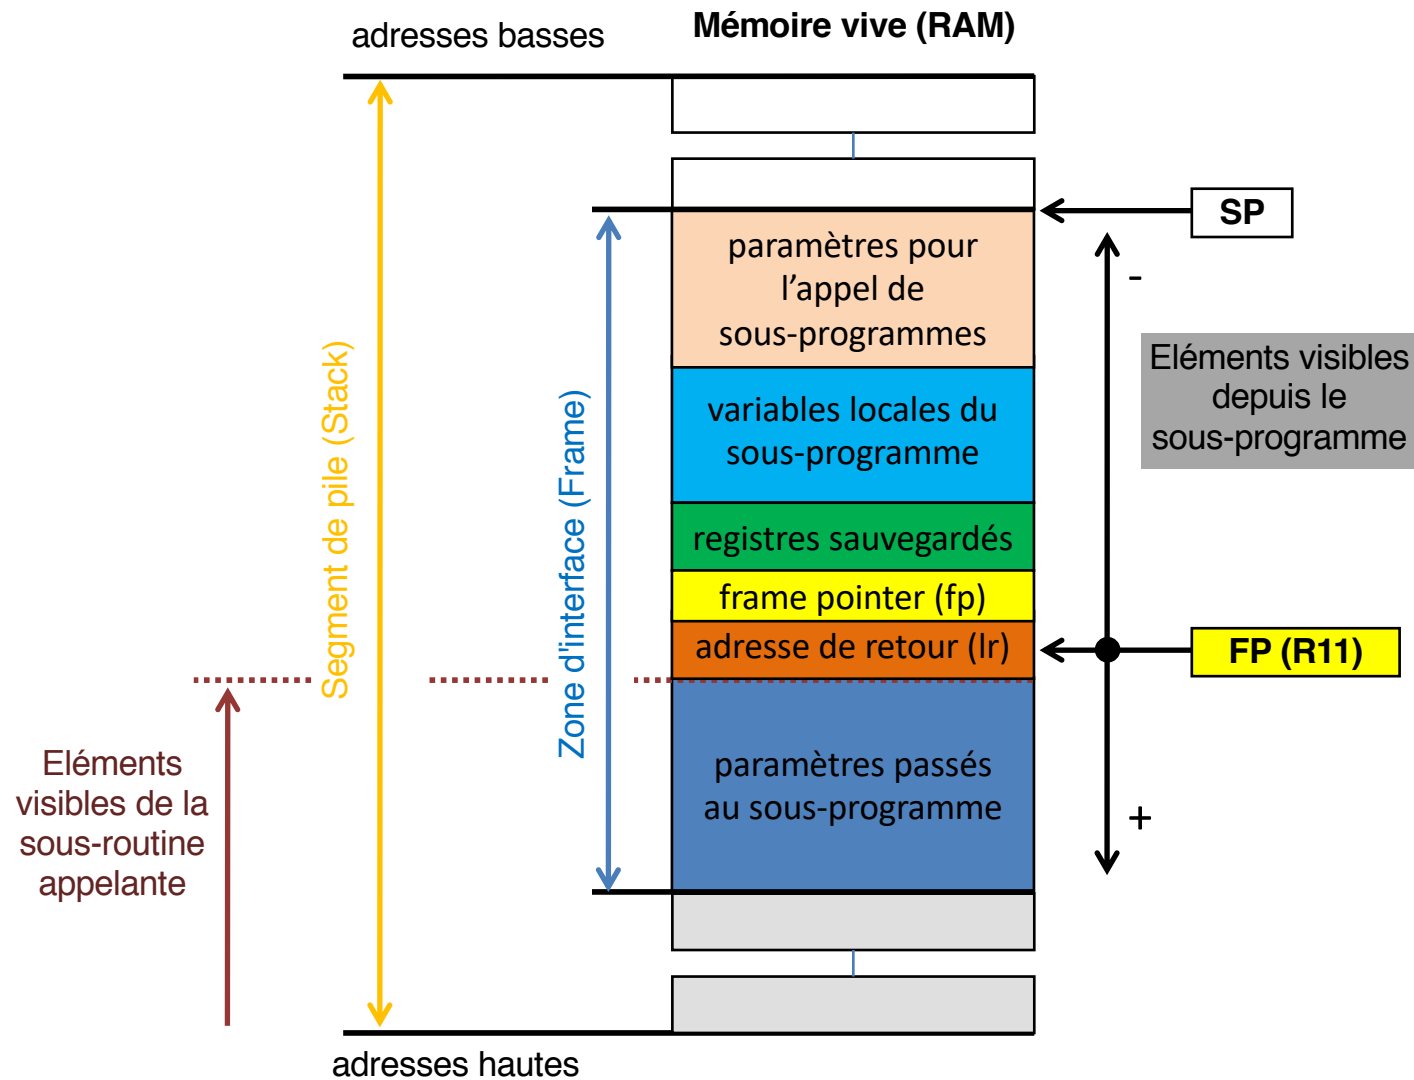 adresses basses
Mémoire vive (RAM)
SP
paramètres pour
l'appel de
sous-programmes
-
Eléments visibles
depuis le
sous-programme
variables locales du
sous-programme
Segment de pile (Stack)
Zone d'interface (Frame)
registres sauvegardés
frame pointer (fp)
adresse de retour (lr)
FP (R11)
Eléments
visibles de la
sous-routine
appelante
paramètres passés
au sous-programme
+
adresses hautes